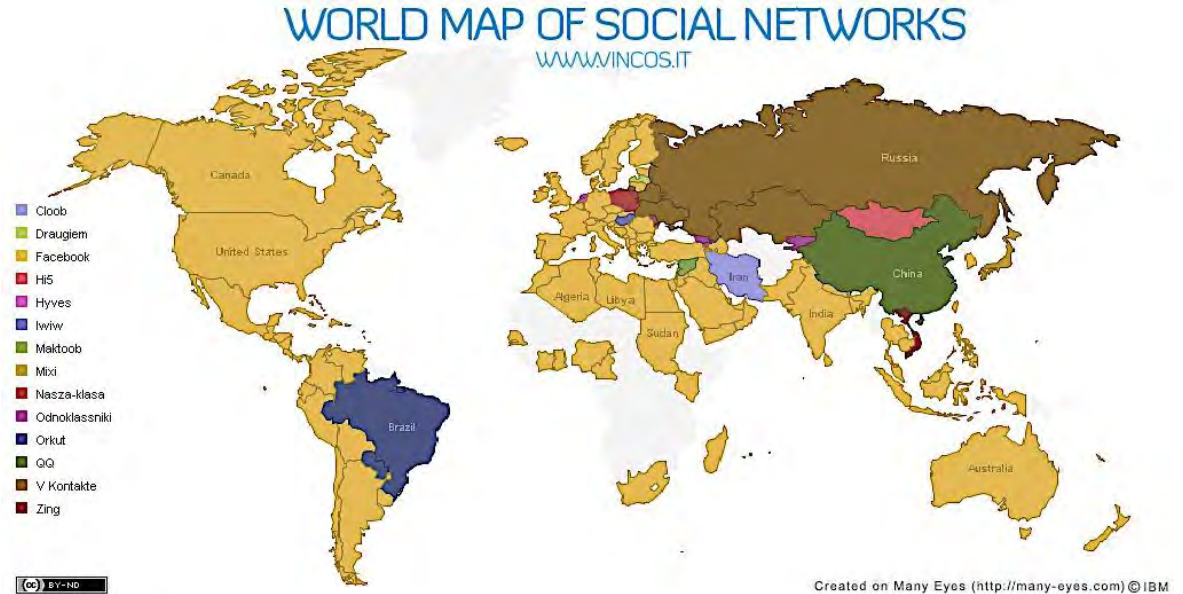 WORLD MAP OF SOCIAL NETWORKS
WWW.VINCOS.IT
Canada
United States
Brazil
Algeria
Libya
Sudan
Iran
India
Russia
China
Australia
Cloob
Draugiem
Facebook
Hi5
Hyves
Iwiw
Maktoob
Mixi
Nasza-klasa
Odnoklassniki
Orkut
QQ
V Kontakte
Zing
(cc) BY-ND
Created on Many Eyes (http://many-eyes.com) © IBM